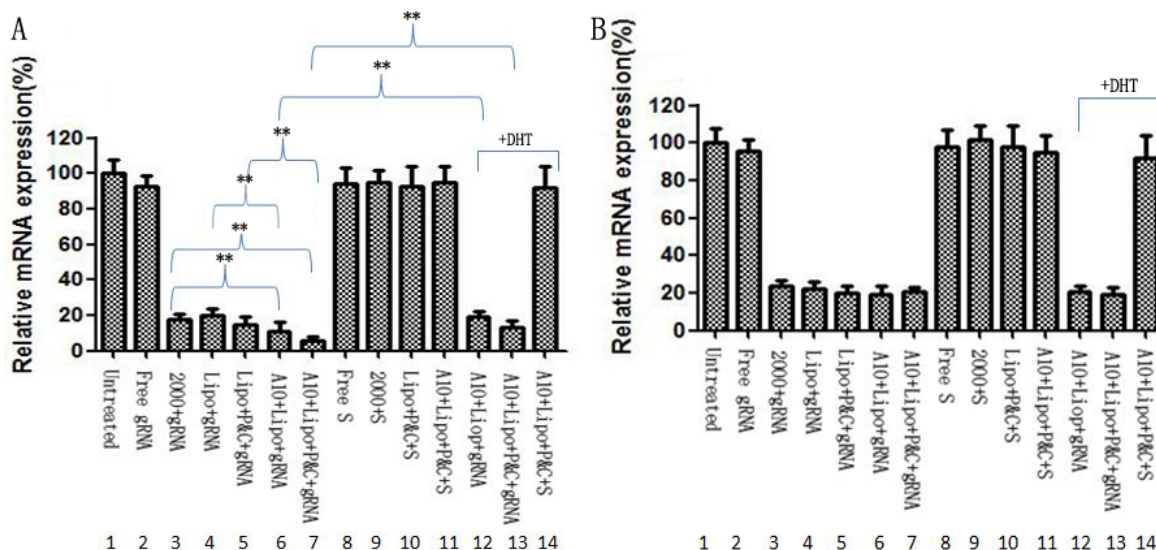 A
Relative mRNA expression(%)
120
100
80
60
40
20
0
**
**
**
**
**
**
+DHT
Untreated
Free gRNA
2000+gRNA
Lipo+gRNA
Lipo+P&C+gRNA
A10+Lipo+gRNA
A10+Lipo+P&C+gRNA
Free S
2000+S
Lipo+P&C+S
A10+Lipo+P&C+S
A10+Liop+gRNA
A10+Lipo+P&C+gRNA
A10+Lipo+P&C+S
1 2 3 4 5 6 7 8 9 10 11 12 13 14
B
Relative mRNA expression(%)
120
100
80
60
40
20
0
+DHT
Untreated
Free gRNA
2000+gRNA
Lipo+gRNA
Lipo+P&C+gRNA
A10+Lipo+gRNA
A10+Lipo+P&C+gRNA
Free S
2000+S
Lipo+P&C+S
A10+Lipo+P&C+S
A10+Liop+gRNA
A10+Lipo+P&C+gRNA
A10+Lipo+P&C+S
1 2 3 4 5 6 7 8 9 10 11 12 13 14